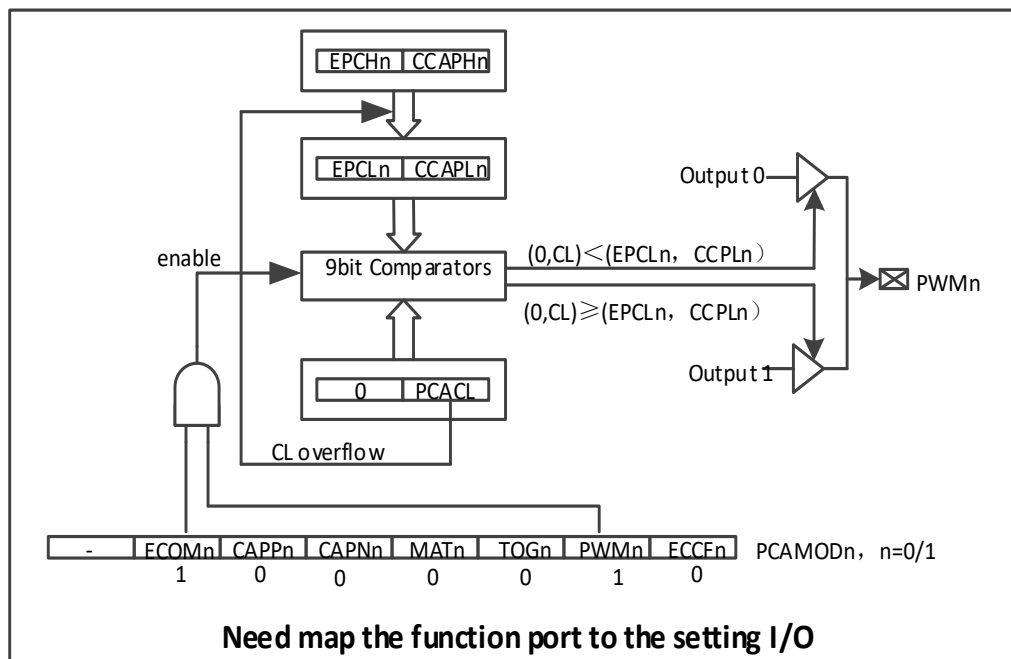 EPCHn CCAPHn
EPCLn CCAPLn
Output 0
enable
9bit Comparators
(0,CL)<(EPCLn, CCPLn）
PWMn
(0,CL)≥(EPCLn, CCPLn）
Output 1
0 PCACL
CL overflow
- ECOMn CAPPn CAPNn MATn TOGn PWMn ECCFn PCAMODn, n=0/1
1 0 0 0 0 1 0
Need map the function port to the setting I/O